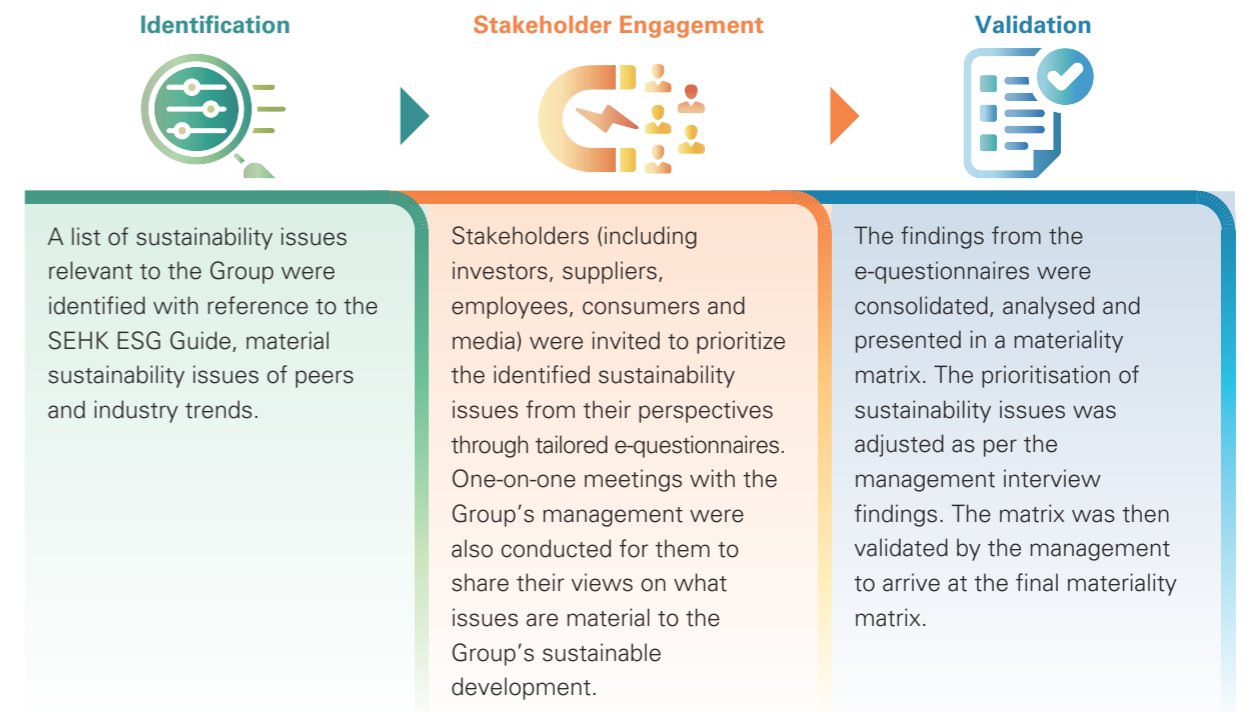 Identification
Stakeholder Engagement
Validation
A list of sustainability issues
relevant to the Group were
identified with reference to the
SEHK ESG Guide, material
sustainability issues of peers
and industry trends.
Stakeholders (including
investors, suppliers,
employees, consumers and
media) were invited to prioritize
the identified sustainability
issues from their perspectives
through tailored e-questionnaires.
One-on-one meetings with the
Group’s management were
also conducted for them to
share their views on what
issues are material to the
Group’s sustainable
development.
The findings from the
e-questionnaires were
consolidated, analysed and
presented in a materiality
matrix. The prioritisation of
sustainability issues was
adjusted as per the
management interview
findings. The matrix was then
validated by the management
to arrive at the final materiality
matrix.